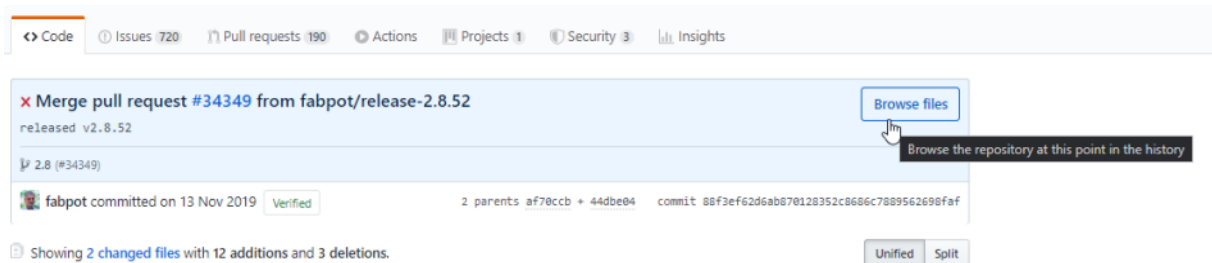 <> Code Issues 720 Pull requests 190 Actions Projects 1 Security 3 Insights
× Merge pull request #34349 from fabpot/release-2.8.52 Browse files
released v2.8.52
Browse the repository at this point in the history
2.8 (#34349)
fabpot committed on 13 Nov 2019 Verified 2 parents af70ccb + 44dbe04 commit 88f3ef62d6ab870128352c8686c7889562698faf
Showing 2 changed files with 12 additions and 3 deletions. Unified Split